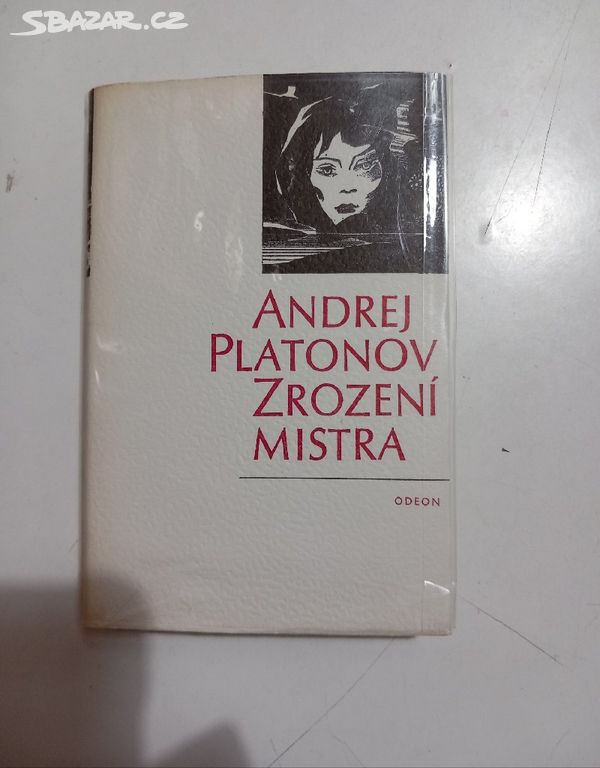 SBAZAR.CZ
ANDREJ
PLATONOV
ZROZENÍ
MISTRA
ODEON